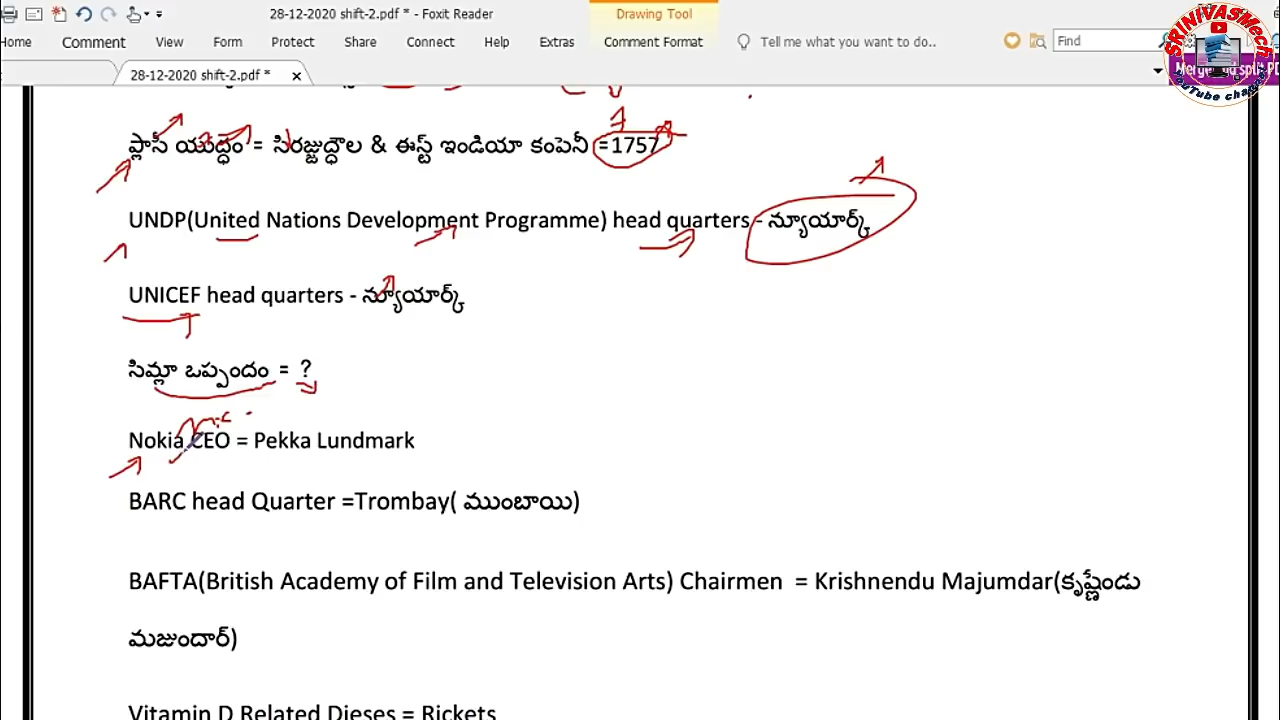 28-12-2020 shift-2.pdf * - Foxit Reader
Drawing Tool
Home Comment View Form Protect Share Connect Help Extras Comment Format Tell me what you want to do.. Find
28-12-2020 shift-2.pdf *
SRINIVASMech
YouTube channel
ప్లాసీ యుద్ధం = సిరజుద్ధౌల & ఈస్ట్ ఇండియా కంపెనీ =1757
UNDP(United Nations Development Programme) head quarters - న్యూయార్క్
UNICEF head quarters - న్యూయార్క్
సిమ్లా ఒప్పందం = ?
Nokia CEO = Pekka Lundmark
BARC head Quarter =Trombay( ముంబాయి)
BAFTA(British Academy of Film and Television Arts) Chairmen = Krishnendu Majumdar(కృష్ణేండు
మజుందార్)
Vitamin D Related Dieses = Rickets